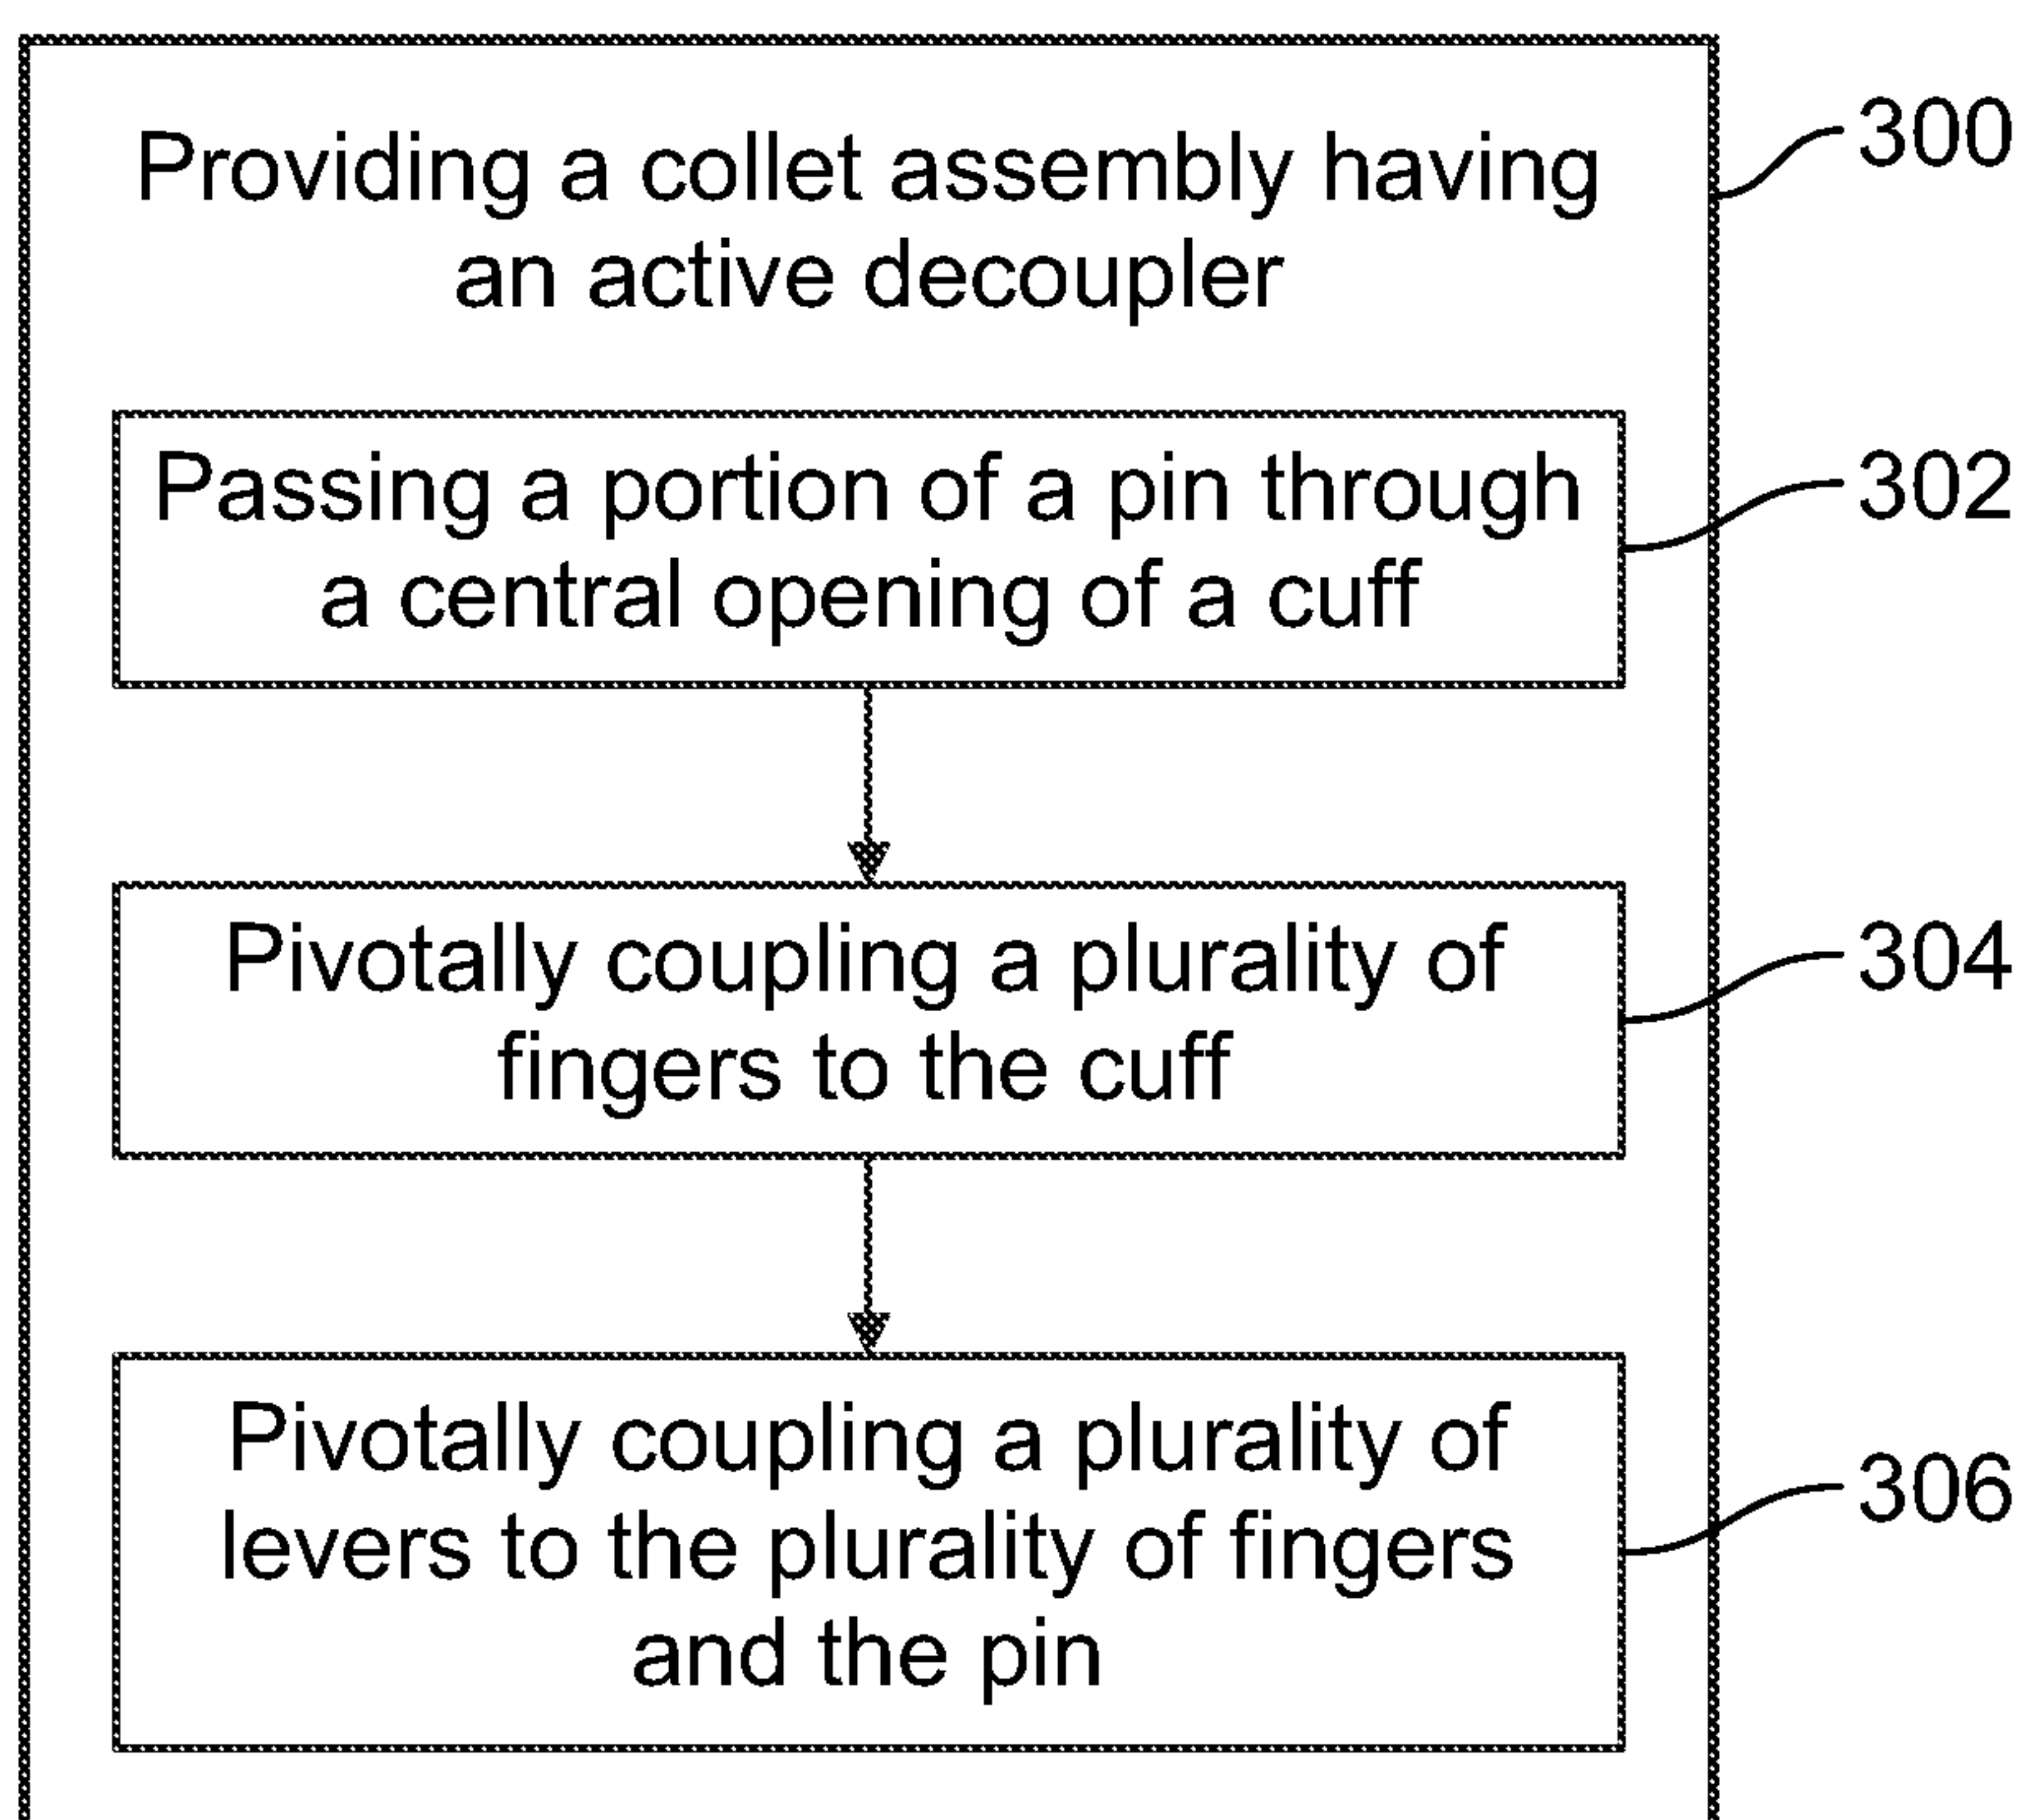 Providing a collet assembly having
an active decoupler
300
Passing a portion of a pin through
a central opening of a cuff
302
Pivotally coupling a plurality of
fingers to the cuff
304
Pivotally coupling a plurality of
levers to the plurality of fingers
and the pin
306